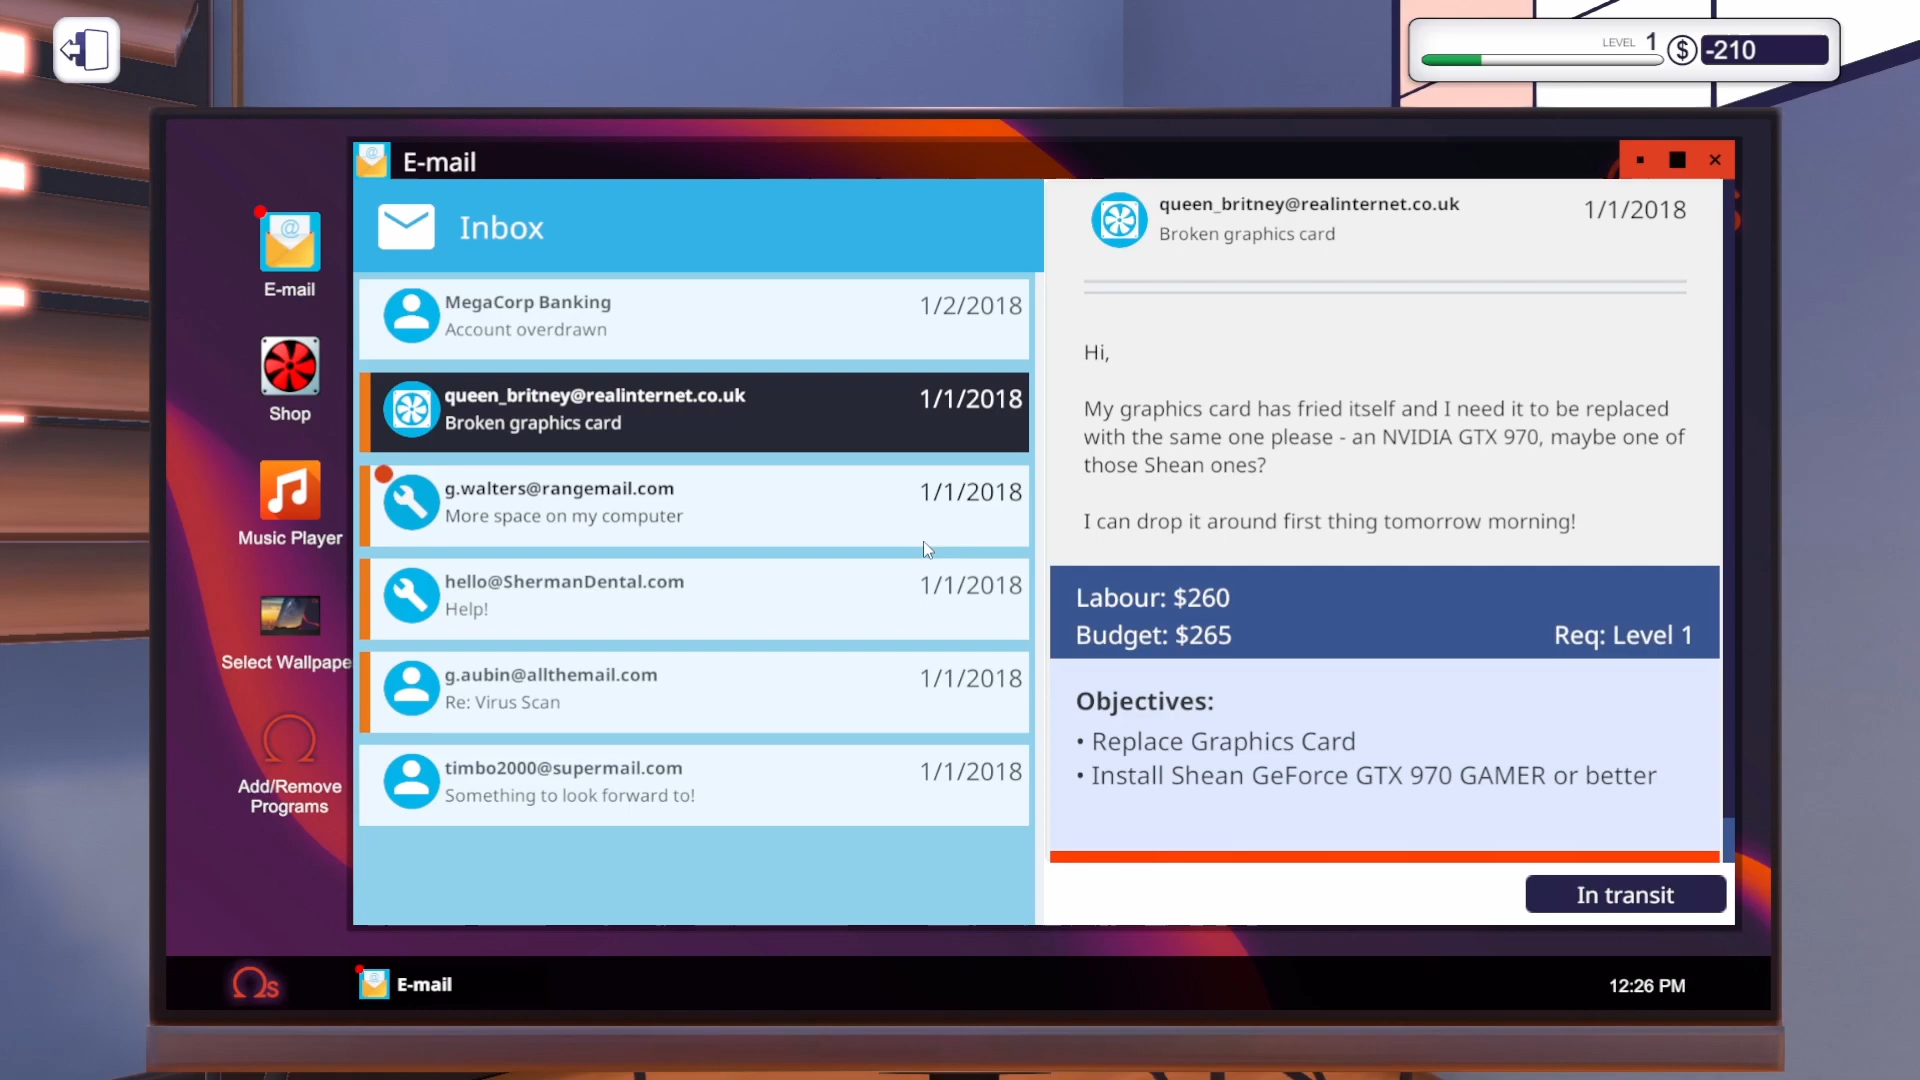 LEVEL 1
$ -210
E-mail
Inbox
MegaCorp Banking
1/2/2018
Account overdrawn
queen_britney@realinternet.co.uk
1/1/2018
Broken graphics card
g.walters@rangemail.com
1/1/2018
More space on my computer
hello@ShermanDental.com
1/1/2018
Help!
g.aubin@allthemail.com
1/1/2018
Re: Virus Scan
timbo2000@supermail.com
1/1/2018
Something to look forward to!
queen_britney@realinternet.co.uk
1/1/2018
Broken graphics card
Hi,
My graphics card has fried itself and I need it to be replaced
with the same one please - an NVIDIA GTX 970, maybe one of
those Shean ones?
I can drop it around first thing tomorrow morning!
Labour: $260
Budget: $265
Req: Level 1
Objectives:
• Replace Graphics Card
• Install Shean GeForce GTX 970 GAMER or better
In transit
E-mail
Shop
Music Player
Select Wallpape
Add/Remove
Programs
Ωs
E-mail
12:26 PM